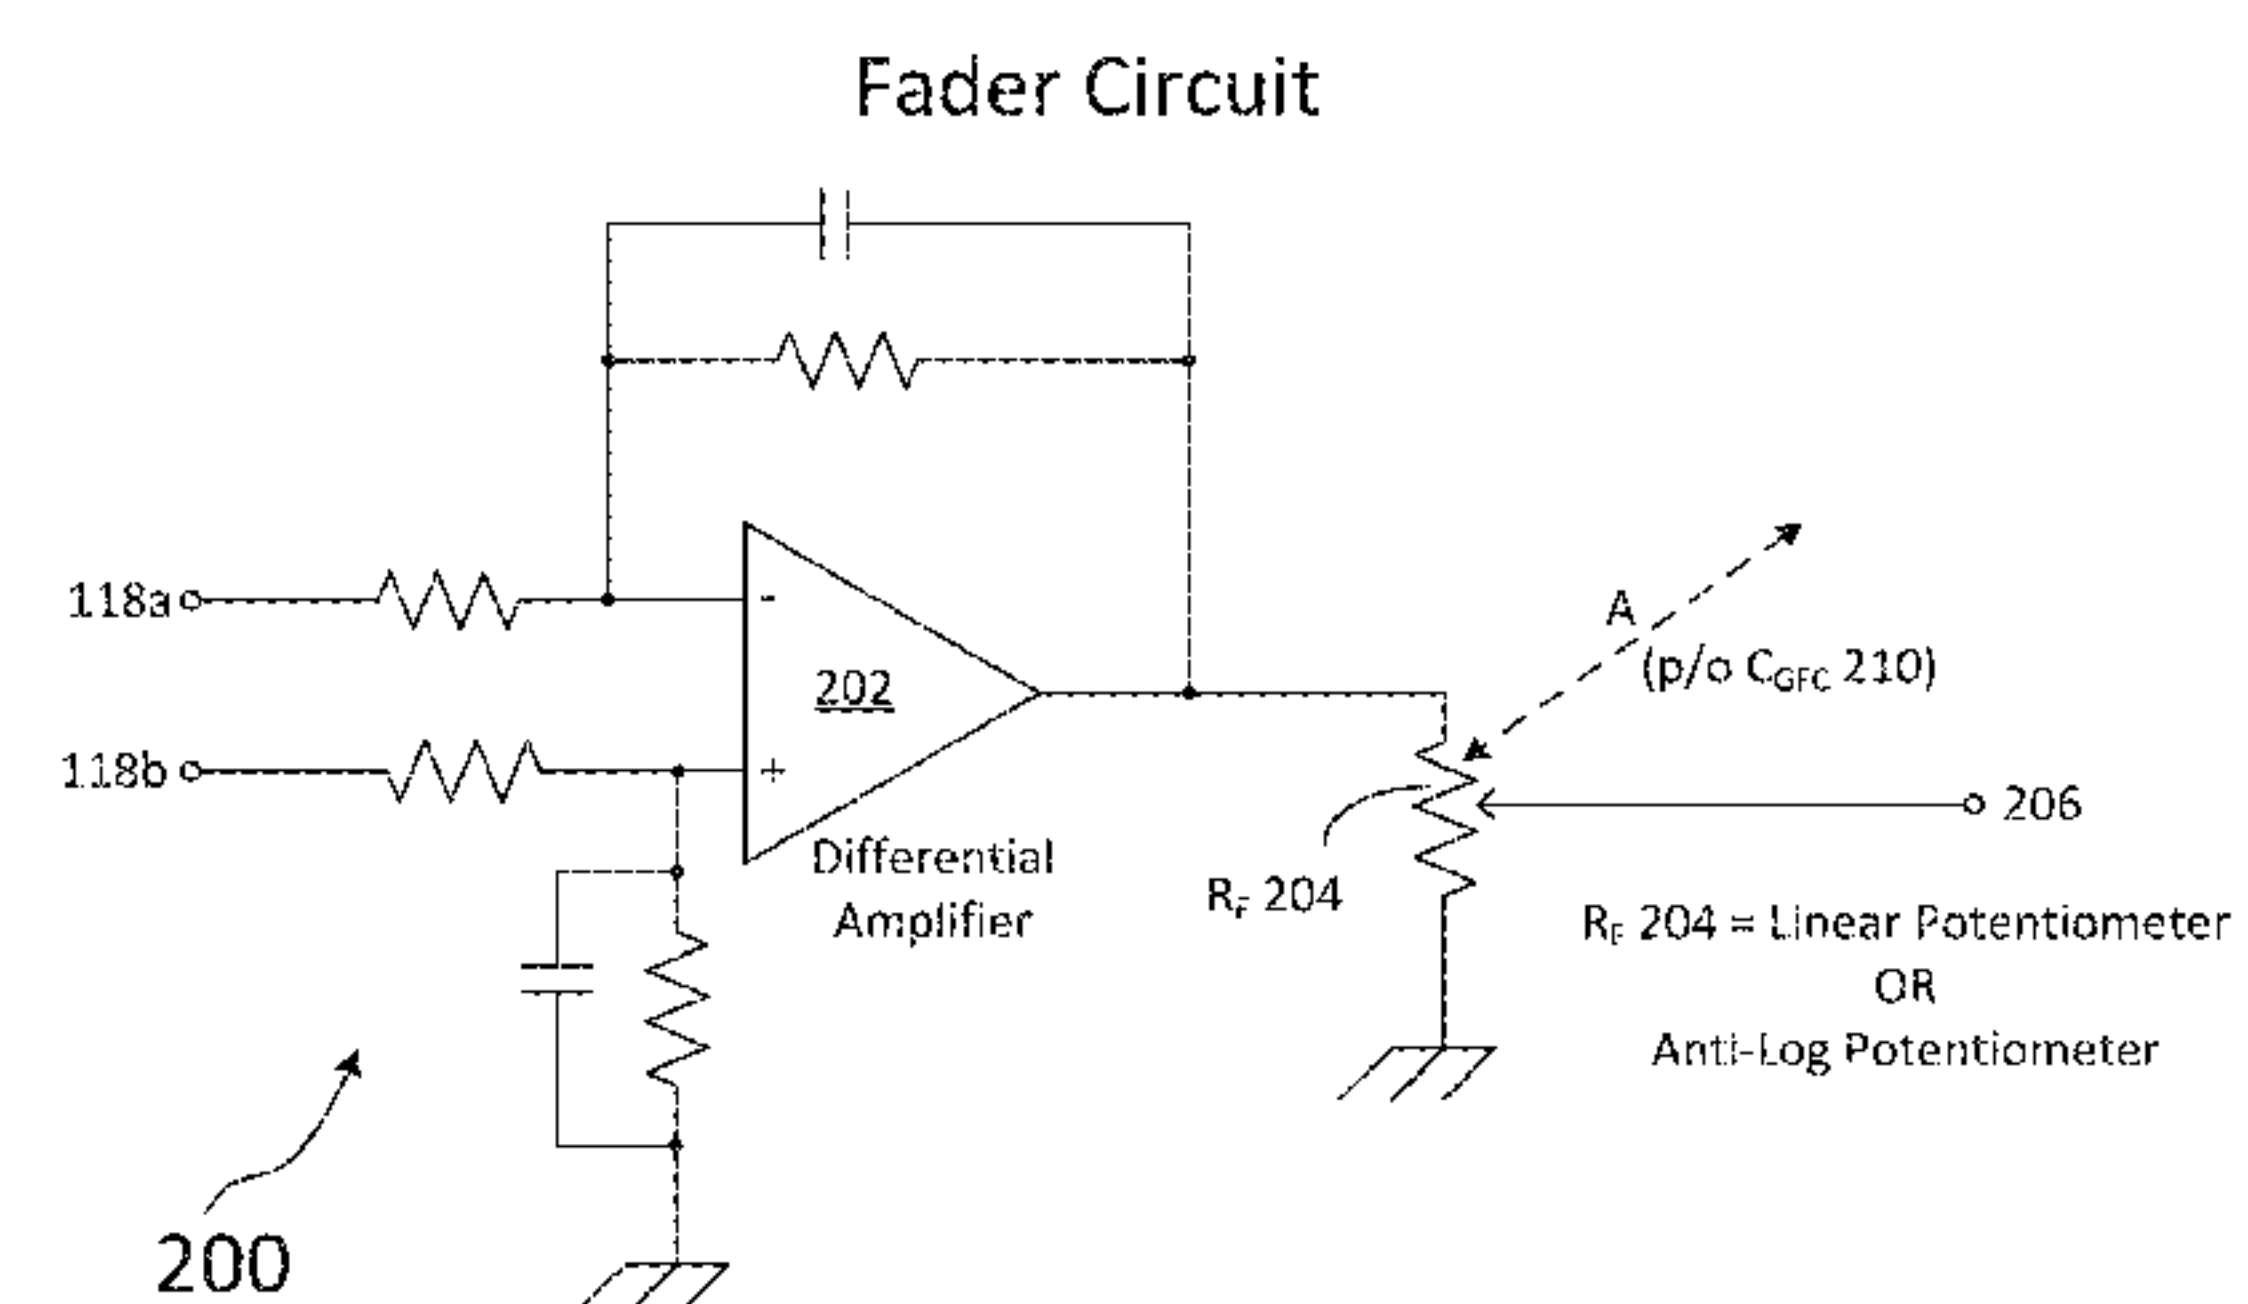 Fader Circuit
118a
-
A
(p/o CGFC 210)
202
118b
+
206
Differential
Amplifier
RF 204
RF 204 = Linear Potentiometer
OR
Anti-Log Potentiometer
200